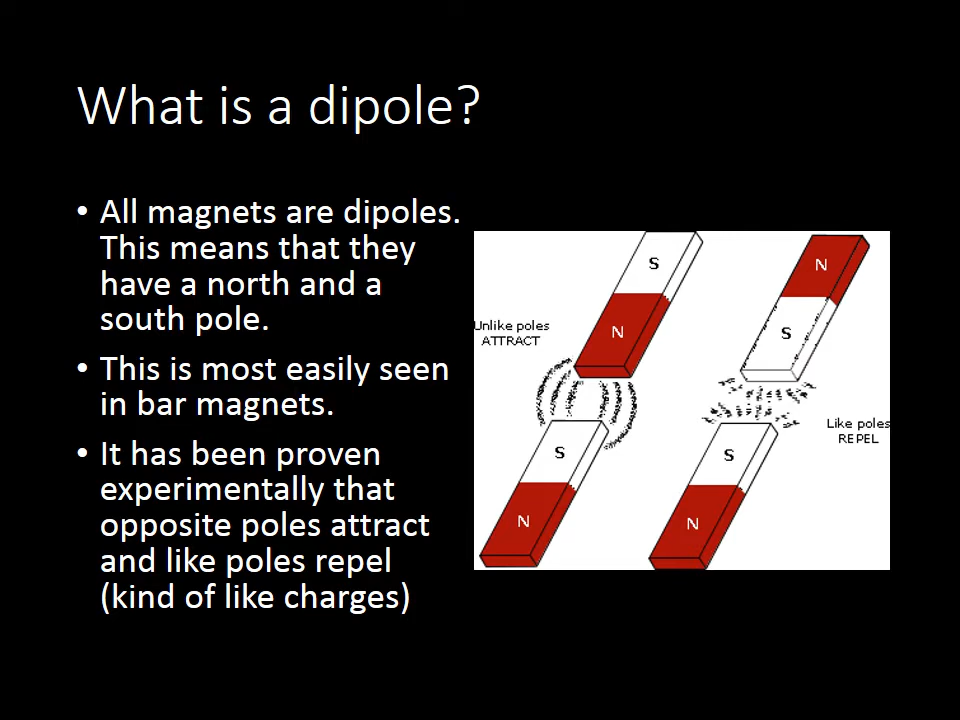 What is a dipole?
• All magnets are dipoles.
This means that they
have a north and a
south pole.
• This is most easily seen
in bar magnets.
• It has been proven
experimentally that
opposite poles attract
and like poles repel
(kind of like charges)
S
N
Unlike poles
ATTRACT
S
N
N
S
Like poles
REPEL
S
N